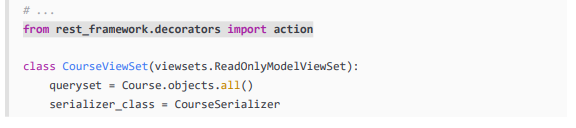 # ...
from rest_framework.decorators import action
class CourseViewSet(viewsets.ReadOnlyModelViewSet):
    queryset = Course.objects.all()
    serializer_class = CourseSerializer